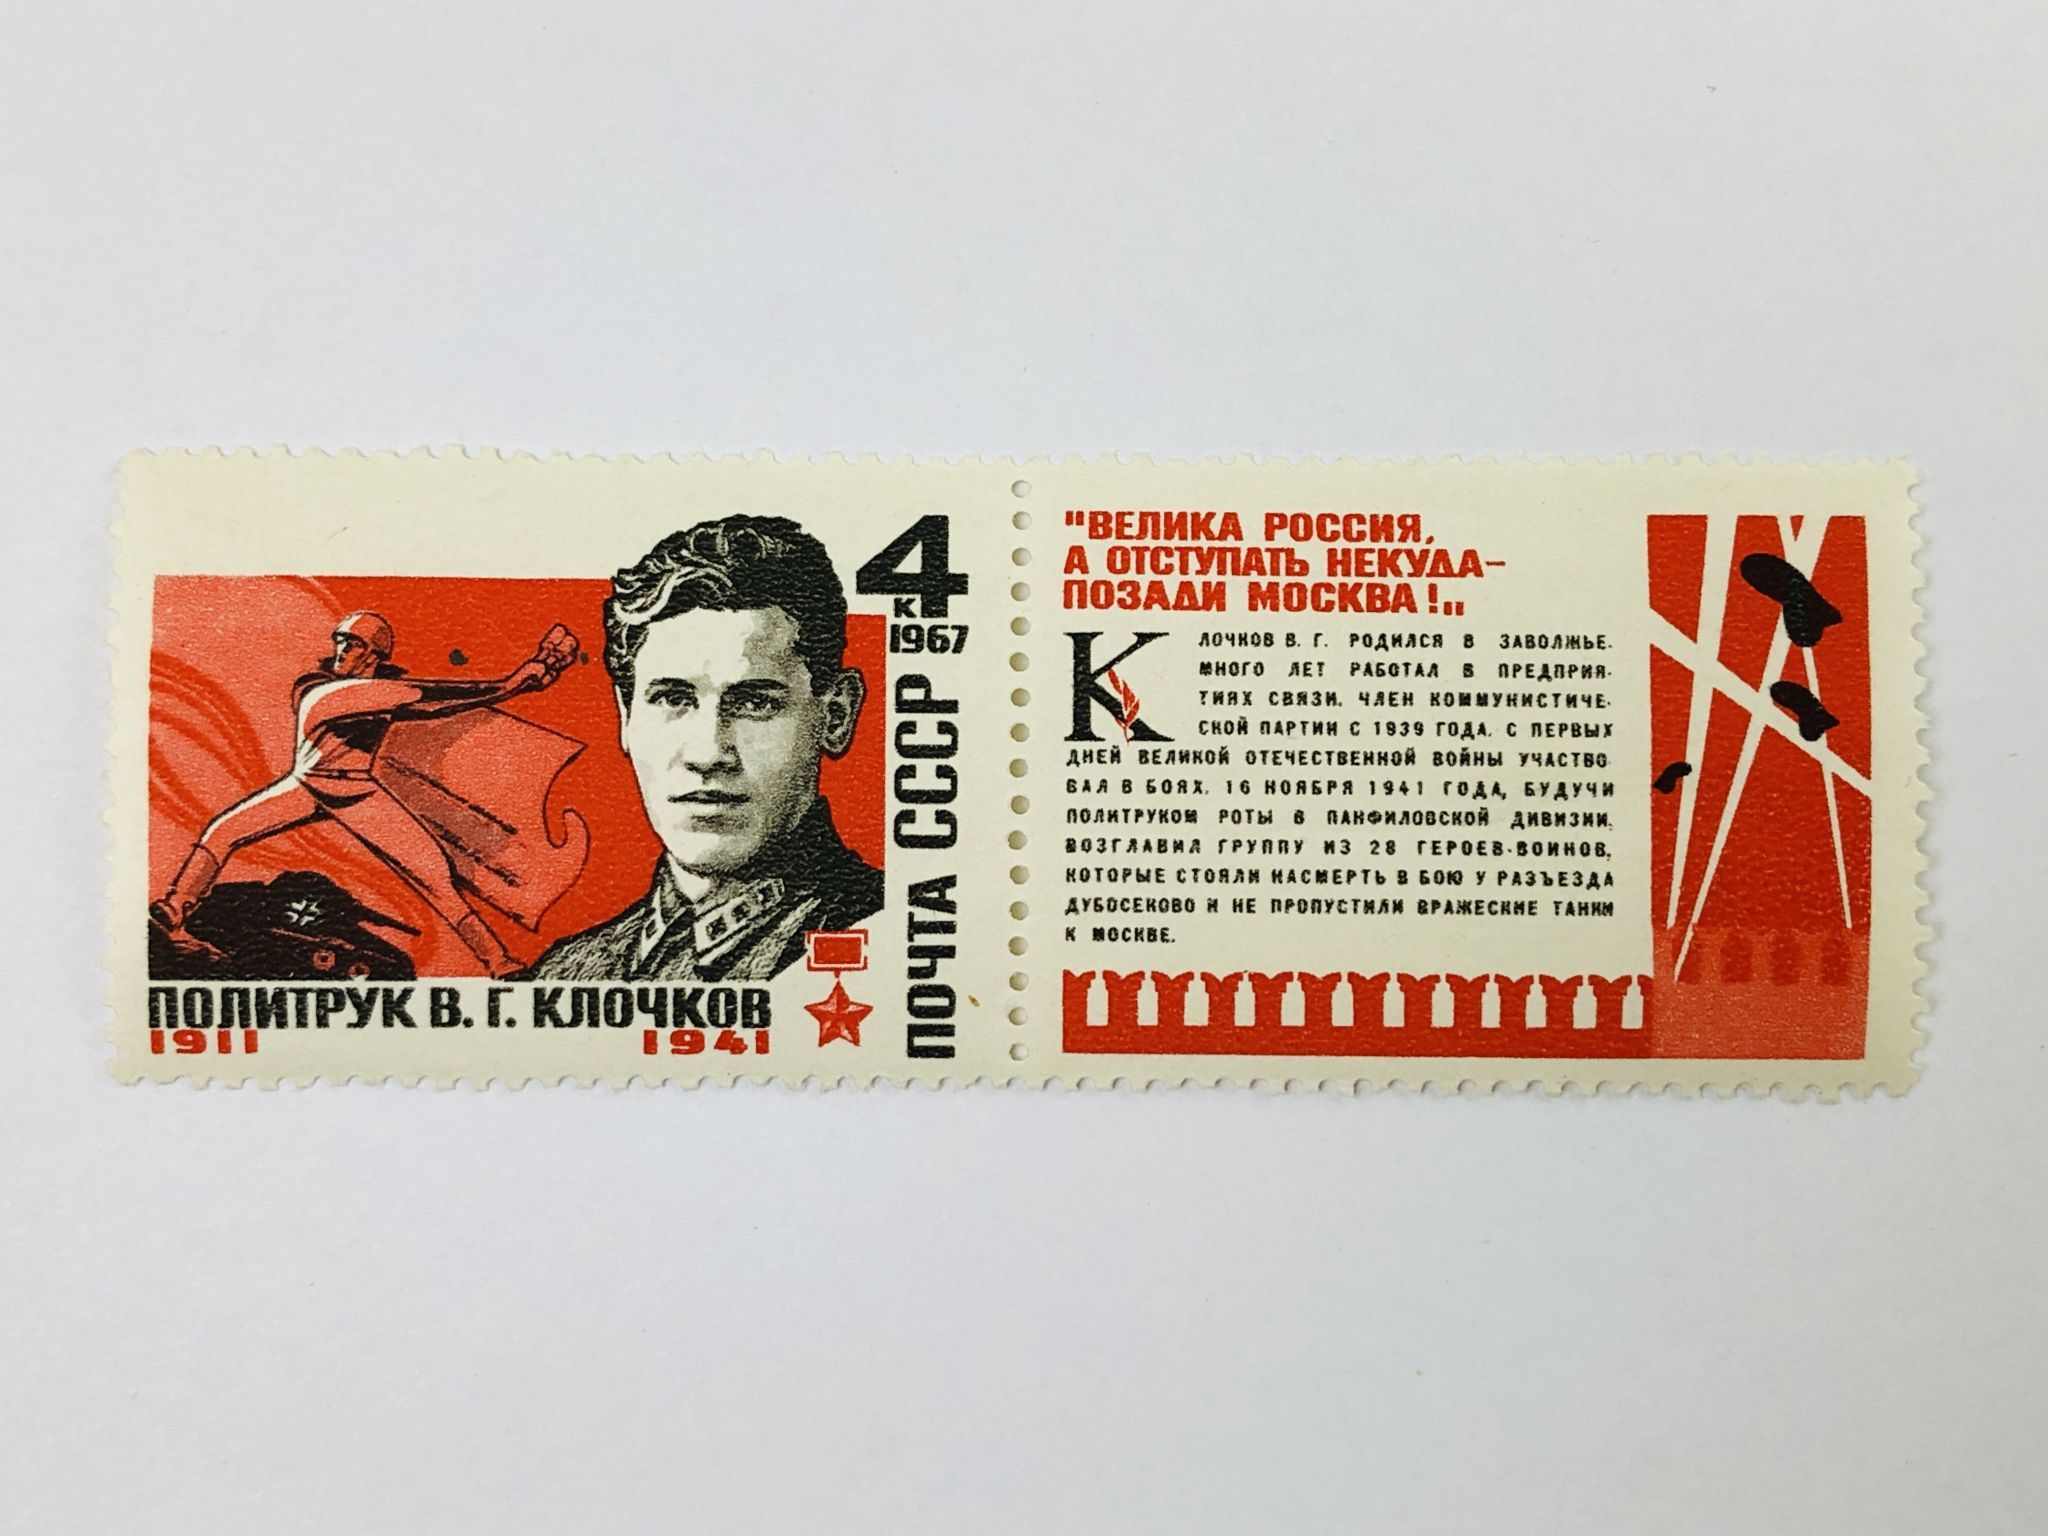 4
К
1967
ПОЧТА СССР
ПОЛИТРУК В. Г. КЛОЧКОВ
1911 1941
"ВЕЛИКА РОССИЯ,
А ОТСТУПАТЬ НЕКУДА–
ПОЗАДИ МОСКВА!„
КЛОЧКОВ В. Г. РОДИЛСЯ В ЗАВОЛЖЬЕ.
МНОГО ЛЕТ РАБОТАЛ В ПРЕДПРИЯ-
ТИЯХ СВЯЗИ. ЧЛЕН КОММУНИСТИЧЕ-
СКОЙ ПАРТИИ С 1939 ГОДА. С ПЕРВЫХ
ДНЕЙ ВЕЛИКОЙ ОТЕЧЕСТВЕННОЙ ВОЙНЫ УЧАСТВО-
ВАЛ В БОЯХ. 16 НОЯБРЯ 1941 ГОДА, БУДУЧИ
ПОЛИТРУКОМ РОТЫ В ПАНФИЛОВСКОЙ ДИВИЗИИ,
ВОЗГЛАВИЛ ГРУППУ ИЗ 28 ГЕРОЕВ-ВОИНОВ,
КОТОРЫЕ СТОЯЛИ НАСМЕРТЬ В БОЮ У РАЗЪЕЗДА
ДУБОСЕКОВО И НЕ ПРОПУСТИЛИ ВРАЖЕСКИЕ ТАНКИ
К МОСКВЕ.